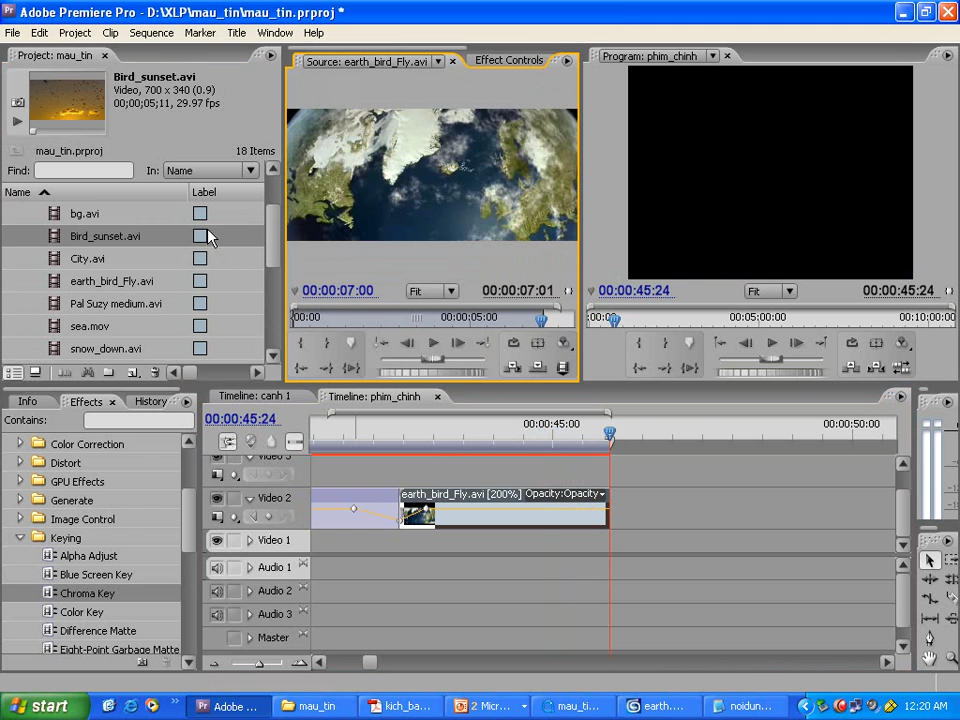 Adobe Premiere Pro - D:\XLP\mau_tin\mau_tin.prproj *
File Edit Project Clip Sequence Marker Title Window Help
Project: mau_tin
Source: earth_bird_Fly.avi Effect Controls
Program: phim_chinh
Bird_sunset.avi
Video, 700 x 340 (0.9)
00;00;05;11, 29.97 fps
mau_tin.prproj 18 Items
Find: In: Name
Name Label
bg.avi
Bird_sunset.avi
City.avi
earth_bird_Fly.avi
Pal Suzy medium.avi
sea.mov
snow_down.avi
00:00:07:00 Fit 00:00:07:01
:00:00 00:00:05:00
00:00:45:24 Fit 00:00:45:24
:00:00 00:05:00:00 00:10:00:00
Info Effects History
Contains:
Color Correction
Distort
GPU Effects
Generate
Image Control
Keying
Alpha Adjust
Blue Screen Key
Chroma Key
Color Key
Difference Matte
Eight-Point Garbage Matte
Timeline: canh 1 Timeline: phim_chinh
00:00:45:24 00:00:45:00 00:00:50:00
Video 3
Video 2 earth_bird_Fly.avi [200%] Opacity:Opacity
Video 1
Audio 1
Audio 2
Audio 3
Master
start Adobe ... mau_tin kich_ba... 2 Micr... mau_ti... earth.... noidun... 12:20 AM